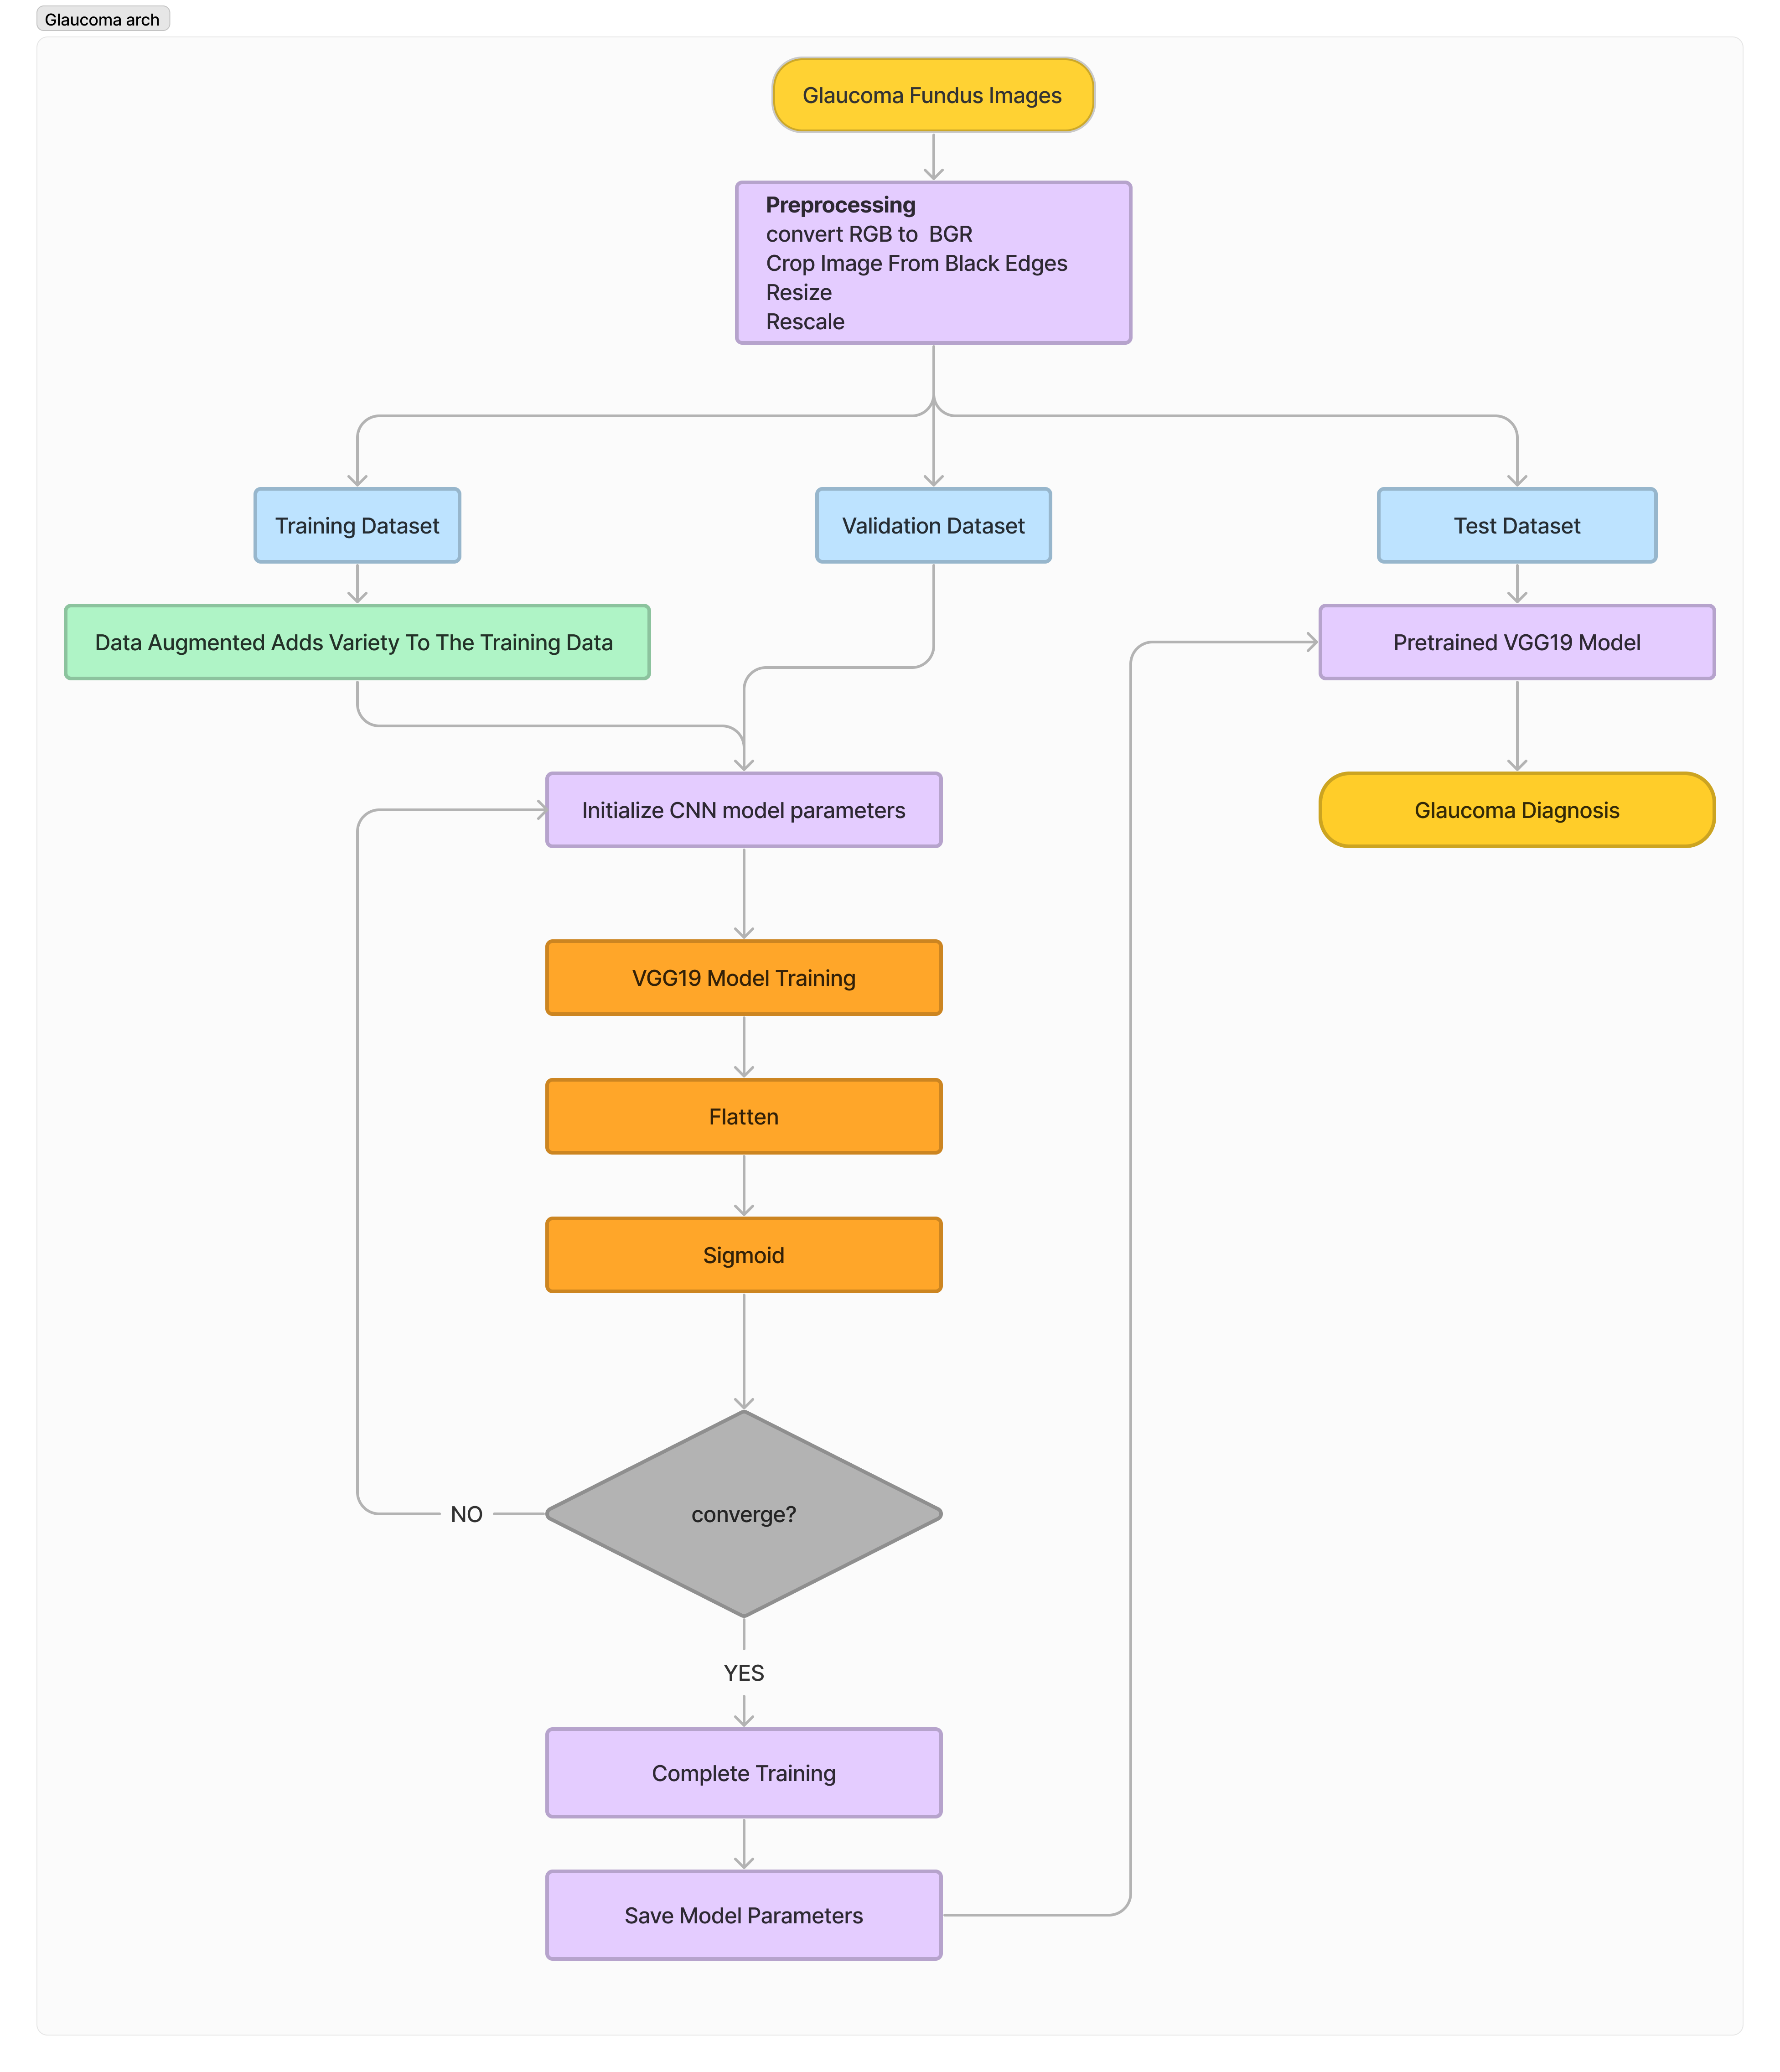 Glaucoma arch
Glaucoma Fundus Images
Preprocessing
convert RGB to  BGR
Crop Image From Black Edges
Resize
Rescale
Training Dataset
Validation Dataset
Test Dataset
Data Augmented Adds Variety To The Training Data
Pretrained VGG19 Model
Initialize CNN model parameters
Glaucoma Diagnosis
VGG19 Model Training
Flatten
Sigmoid
converge?
NO
YES
Complete Training
Save Model Parameters